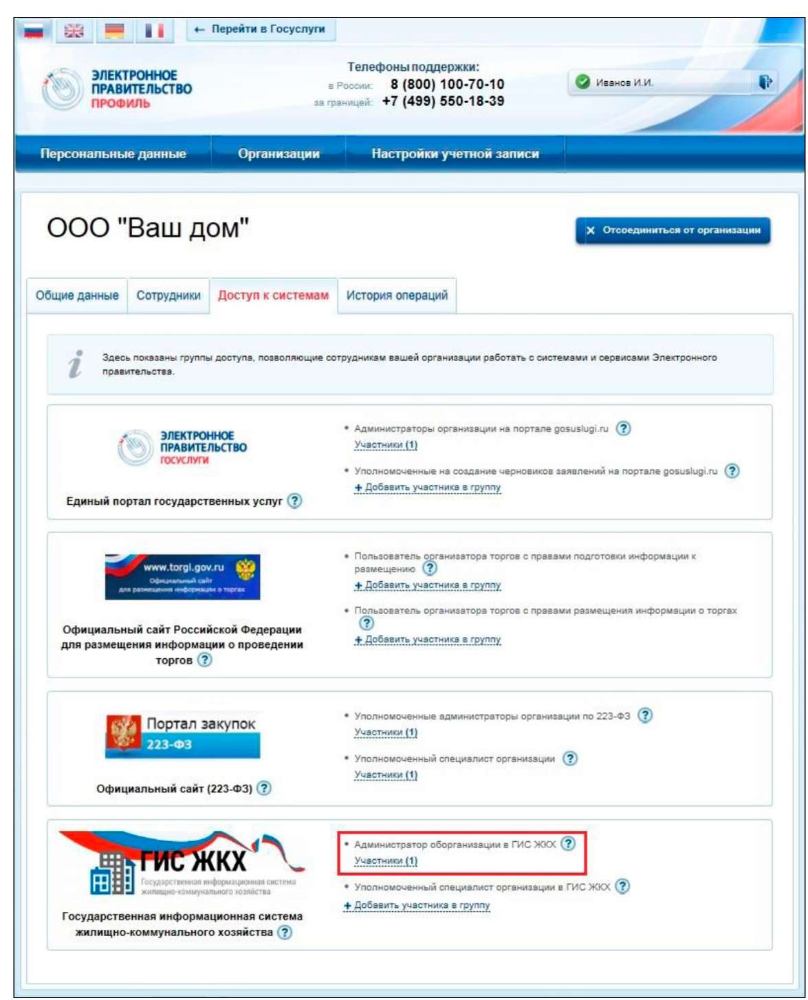 ← Перейти в Госуслуги
ЭЛЕКТРОННОЕ
ПРАВИТЕЛЬСТВО
ПРОФИЛЬ
Телефоны поддержки:
в России: 8 (800) 100-70-10
за границей: +7 (499) 550-18-39
Иванов И.И.
Персональные данные Организации Настройки учетной записи
ООО "Ваш дом"
X Отсоединиться от организации
Общие данные Сотрудники Доступ к системам История операций
i
Здесь показаны группы доступа, позволяющие сотрудникам вашей организации работать с системами и сервисами Электронного
правительства.
ЭЛЕКТРОННОЕ
ПРАВИТЕЛЬСТВО
ГОСУСЛУГИ
Единый портал государственных услуг ?
• Администраторы организации на портале gosuslugi.ru ?
Участники (1)
• Уполномоченные на создание черновиков заявлений на портале gosuslugi.ru ?
+ Добавить участника в группу
www.torgi.gov.ru
Официальный сайт
для размещения информации о торгах
Официальный сайт Российской Федерации
для размещения информации о проведении
торгов ?
• Пользователь организатора торгов с правами подготовки информации к
размещению ?
+ Добавить участника в группу
• Пользователь организатора торгов с правами размещения информации о торгах
?
+ Добавить участника в группу
Портал закупок
223-ФЗ
Официальный сайт (223-ФЗ) ?
• Уполномоченные администраторы организации по 223-ФЗ ?
Участники (1)
• Уполномоченный специалист организации ?
Участники (1)
ГИС ЖКХ
Государственная информационная система
жилищно-коммунального хозяйства
Государственная информационная система
жилищно-коммунального хозяйства ?
• Администратор оборганизации в ГИС ЖКХ ?
Участники (1)
• Уполномоченный специалист организации в ГИС ЖКХ ?
+ Добавить участника в группу